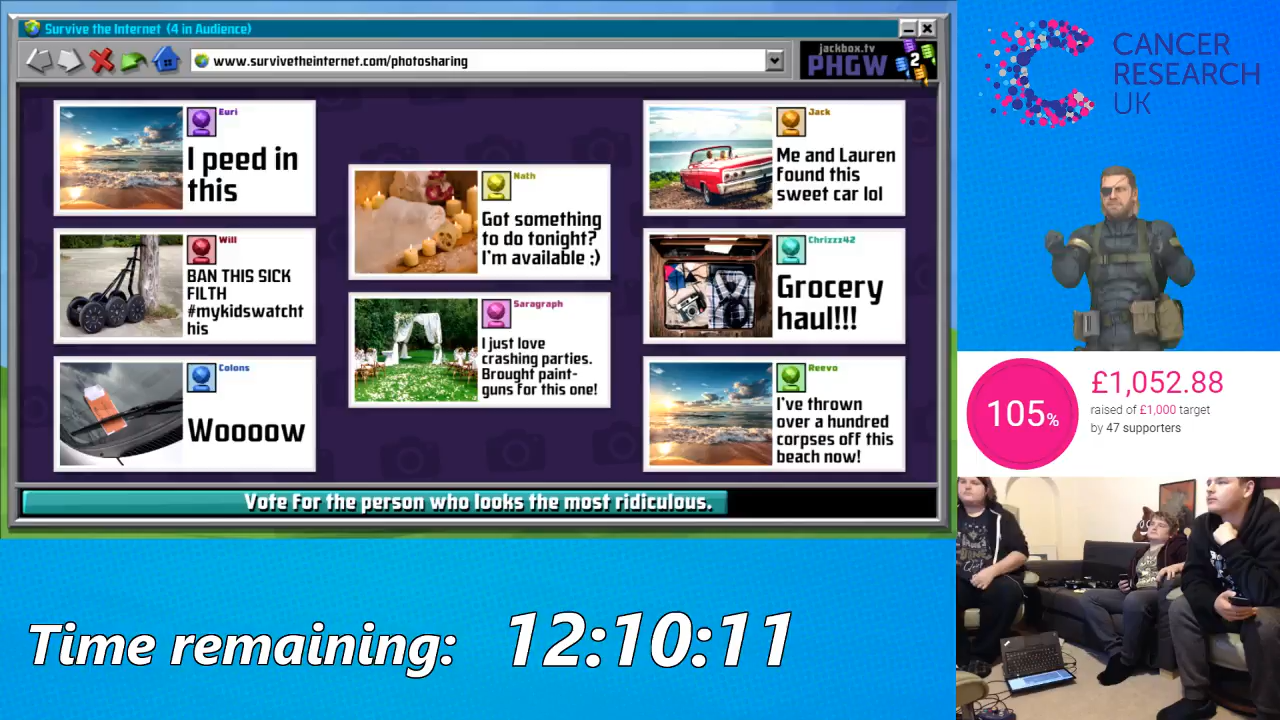 Survive the Internet (4 in Audience)
www.survivetheinternet.com/photosharing
jackbox.tv
PHGW 2
Euri
I peed in
this
Will
BAN THIS SICK
FILTH
#mykidswatcht
his
Colons
Woooow
Nath
Got something
to do tonight?
I'm available ;)
Saragraph
I just love
crashing parties.
Brought paint-
guns for this one!
Jack
Me and Lauren
found this
sweet car lol
Chrizzz42
Grocery
haul!!!
Reevo
I've thrown
over a hundred
corpses off this
beach now!
Vote for the person who looks the most ridiculous.
Time remaining: 12:10:11
CANCER
RESEARCH
UK
105%
£1,052.88
raised of £1,000 target
by 47 supporters